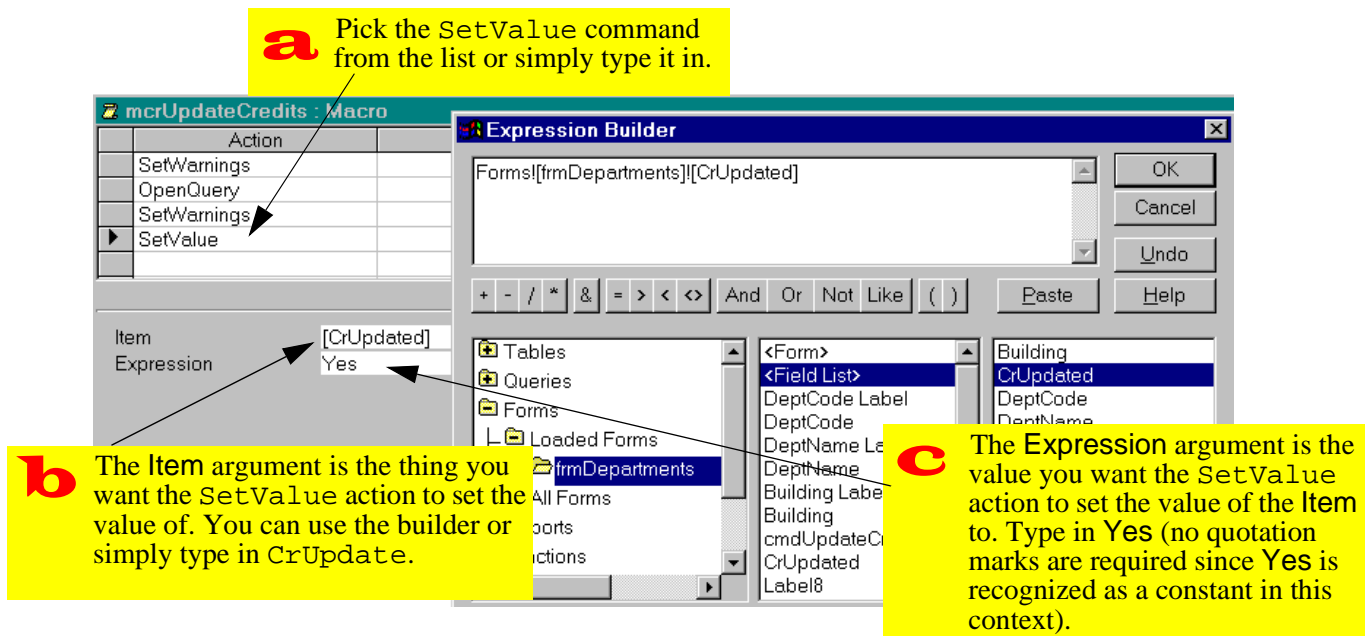 a
Pick the SetValue command
from the list or simply type it in.
mcrUpdateCredits : Macro
Action
SetWarnings
OpenQuery
SetWarnings
SetValue
Item
[CrUpdated]
Expression
Yes
Expression Builder
Forms![frmDepartments]![CrUpdated]
OK
Cancel
Undo
+ - / * & = > < <> And Or Not Like ( )
Paste
Help
Tables
Queries
Forms
Loaded Forms
frmDepartments
All Forms
<Form>
<Field List>
DeptCode Label
DeptCode
DeptName La
DeptName
Building Labe
Building
cmdUpdateCr
CrUpdated
Label8
Building
CrUpdated
DeptCode
DeptName
b
The Item argument is the thing you
want the SetValue action to set the
value of. You can use the builder or
simply type in CrUpdate.
c
The Expression argument is the
value you want the SetValue
action to set the value of the Item
to. Type in Yes (no quotation
marks are required since Yes is
recognized as a constant in this
context).